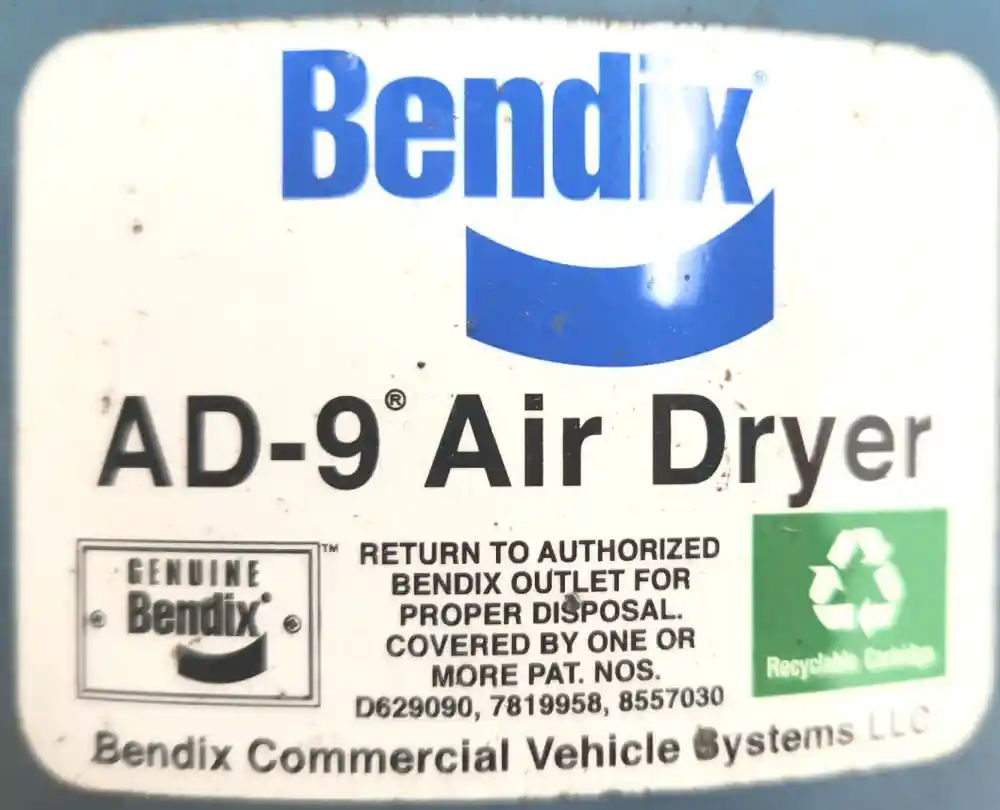 Bendix®
AD-9® Air Dryer
GENUINE
Bendix®
™
RETURN TO AUTHORIZED
BENDIX OUTLET FOR
PROPER DISPOSAL.
COVERED BY ONE OR
MORE PAT. NOS.
D629090, 7819958, 8557030
Recyclable Cartridge
Bendix Commercial Vehicle Systems LLC